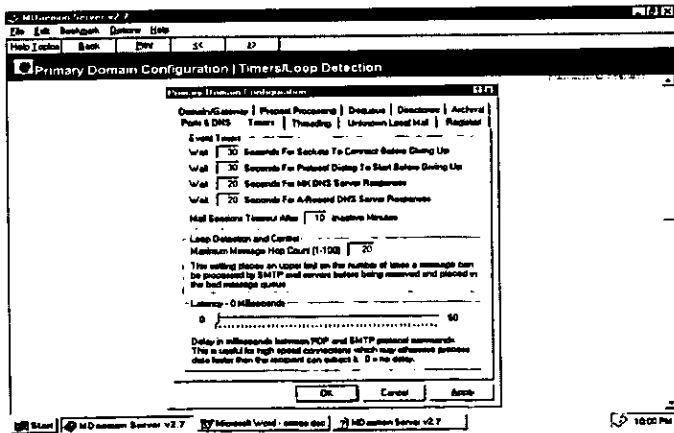 MDaemon Server v2.7
File Edit Bookmark Options Help
Help Topics Back Print << >>
Primary Domain Configuration | Timers/Loop Detection
Primary Domain Configuration
Domain/Gateway Prepost Processing Dequeue Directories Archival
Ports & DNS Timers Threading Unknown Local Mail Register
Event Timers
Wait 30 Seconds For Sockets To Connect Before Giving Up
Wait 30 Seconds For Protocol Dialog To Start Before Giving Up
Wait 20 Seconds For MX DNS Server Responses
Wait 20 Seconds For A-Record DNS Server Responses
Mail Sessions Timeout After 10 Inactive Minutes
Loop Detection and Control
Maximum Message Hop Count (1-100) 20
This setting places an upper limit on the number of times a message can
be processed by SMTP and servers before being removed and placed in
the bad message queue
Latency - 0 Milliseconds
0 50
Delay in milliseconds between POP and SMTP protocol commands
This is useful for high speed connections which may otherwise process
data faster than the recipient can extract it. 0 = no delay.
OK Cancel Apply
Start MDaemon Server v2.7 Microsoft Word - doc MDaemon Server v2.7 10:00 PM